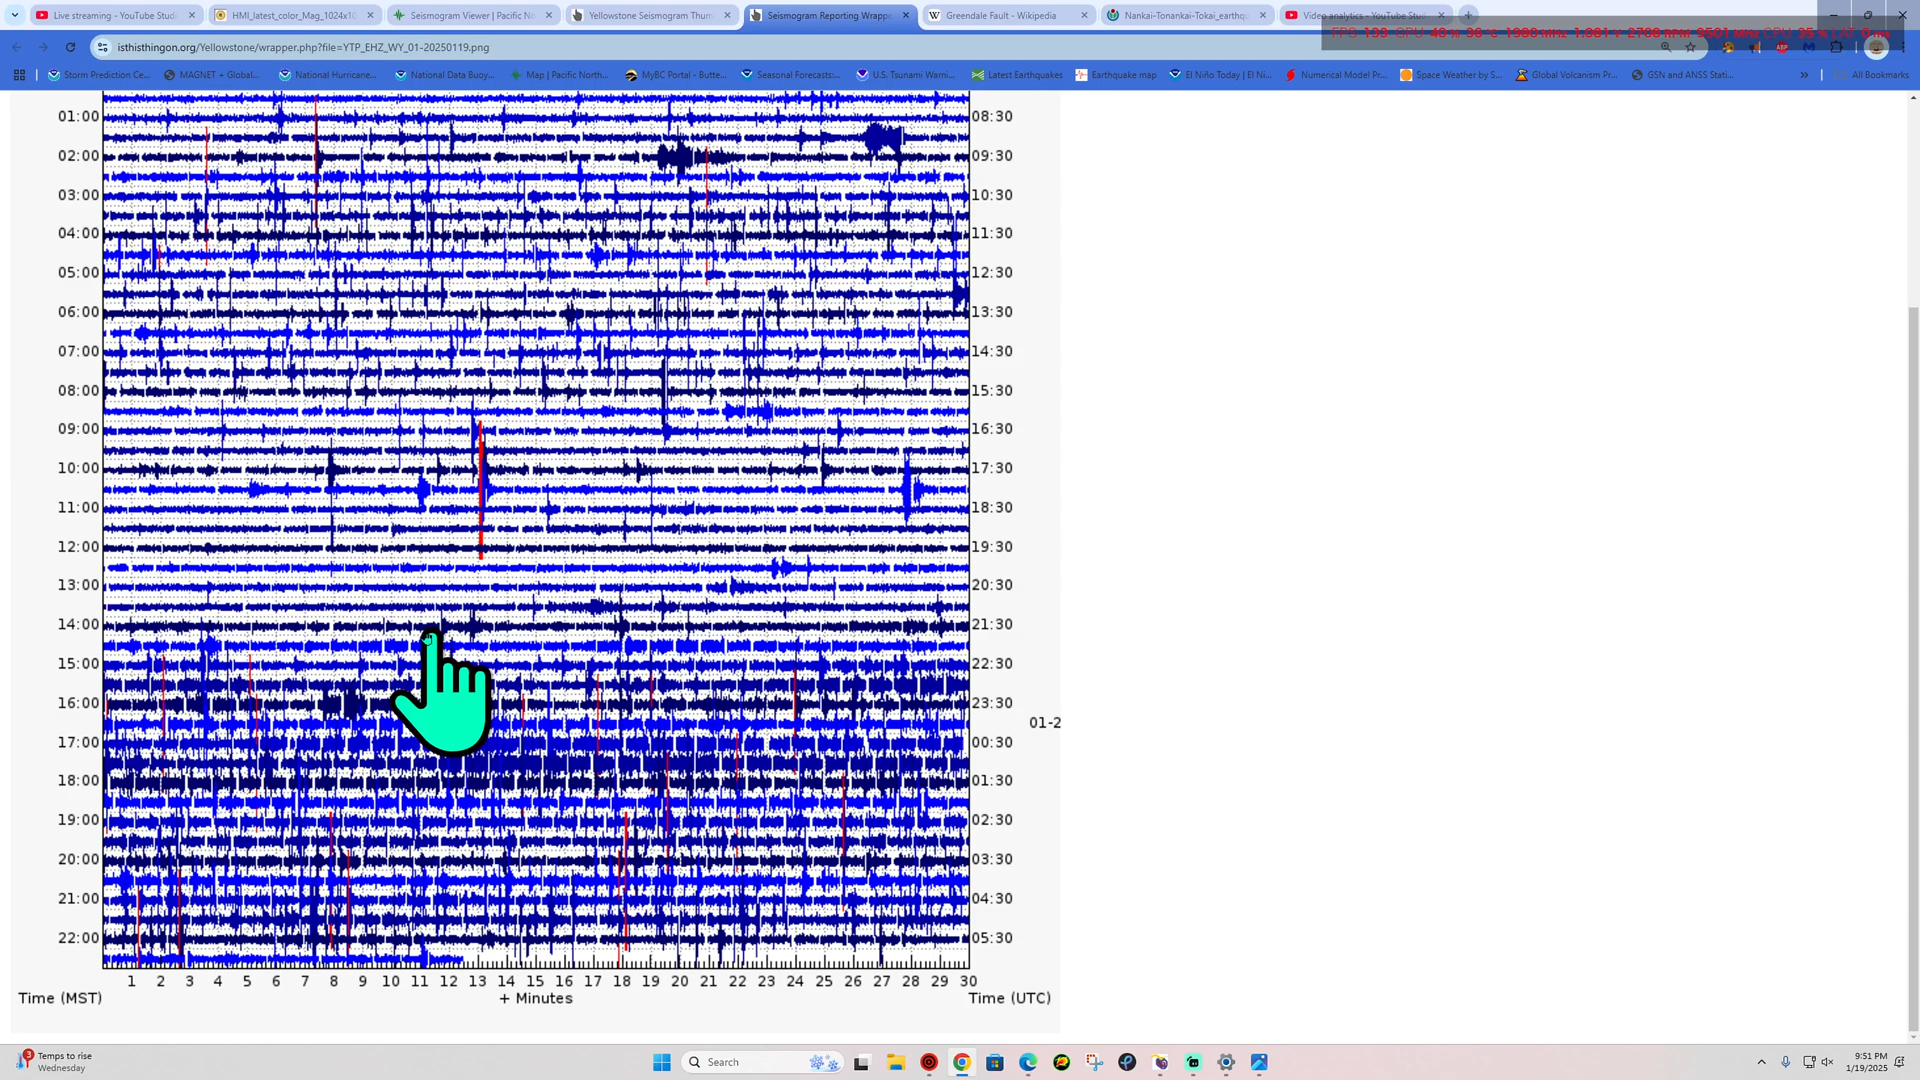 Live streaming - YouTube Studi
HMI_latest_color_Mag_1024x10
Seismogram Viewer | Pacific No
Yellowstone Seismogram Thum
Seismogram Reporting Wrappe
Greendale Fault - Wikipedia
Nankai-Tonankai-Tokai_earthqu
Video analytics - YouTube Studi
isthisthingon.org/Yellowstone/wrapper.php?file=YTP_EHZ_WY_01-20250119.png
Storm Prediction Ce...
MAGNET + Global...
National Hurricane...
National Data Buoy...
Map | Pacific North...
MyBC Portal - Butte...
Seasonal Forecasts:...
U.S. Tsunami Warni...
Latest Earthquakes
Earthquake map
El Niño Today | El Ni...
Numerical Model Pr...
Space Weather by S...
Global Volcanism Pr...
GSN and ANSS Stati...
All Bookmarks
01:00 08:30
02:00 09:30
03:00 10:30
04:00 11:30
05:00 12:30
06:00 13:30
07:00 14:30
08:00 15:30
09:00 16:30
10:00 17:30
11:00 18:30
12:00 19:30
13:00 20:30
14:00 21:30
15:00 22:30
16:00 23:30
01-2
17:00 00:30
18:00 01:30
19:00 02:30
20:00 03:30
21:00 04:30
22:00 05:30
1 2 3 4 5 6 7 8 9 10 11 12 13 14 15 16 17 18 19 20 21 22 23 24 25 26 27 28 29 30
Time (MST) + Minutes Time (UTC)
3
Temps to rise
Wednesday
Search
9:51 PM
1/19/2025